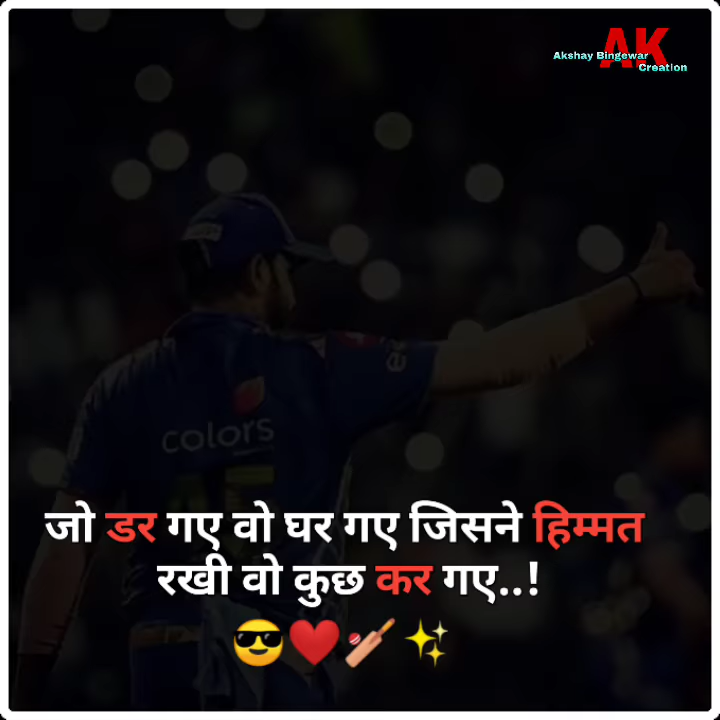 AK
Akshay Bingewar
Creation
colors
जो डर गए वो घर गए जिसने हिम्मत
रखी वो कुछ कर गए..!
😎❤️🏏✨